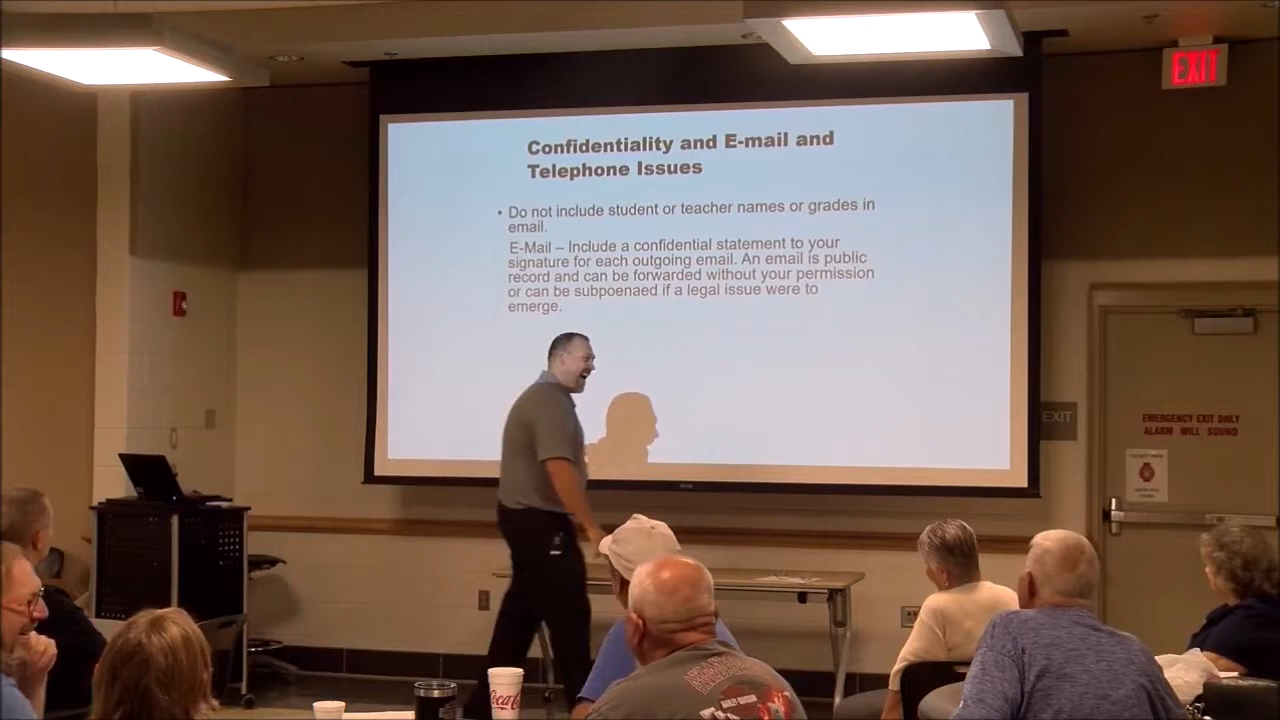 EXIT
Confidentiality and E-mail and
Telephone Issues
• Do not include student or teacher names or grades in
email.
E-Mail – Include a confidential statement to your
signature for each outgoing email. An email is public
record and can be forwarded without your permission
or can be subpoenaed if a legal issue were to
emerge.
EXIT
EMERGENCY EXIT ONLY
ALARM WILL SOUND
Coca-C